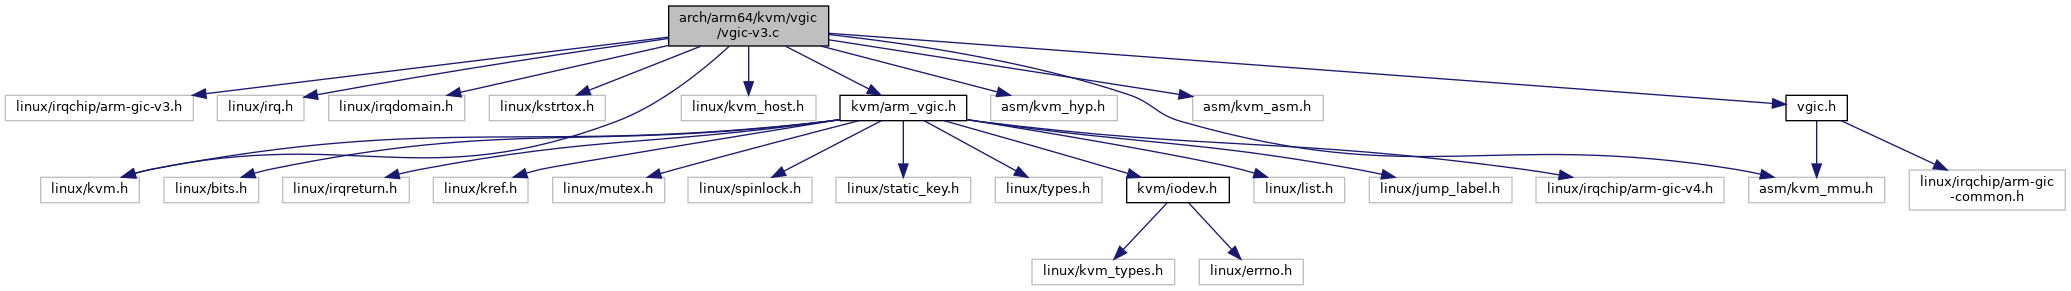 arch/arm64/kvm/vgic
/vgic-v3.c
linux/irqchip/arm-gic-v3.h
linux/irq.h
linux/irqdomain.h
linux/kstrtox.h
linux/kvm_host.h
kvm/arm_vgic.h
asm/kvm_hyp.h
asm/kvm_asm.h
vgic.h
linux/kvm.h
linux/bits.h
linux/irqreturn.h
linux/kref.h
linux/mutex.h
linux/spinlock.h
linux/static_key.h
linux/types.h
kvm/iodev.h
linux/list.h
linux/jump_label.h
linux/irqchip/arm-gic-v4.h
asm/kvm_mmu.h
linux/irqchip/arm-gic
-common.h
linux/kvm_types.h
linux/errno.h